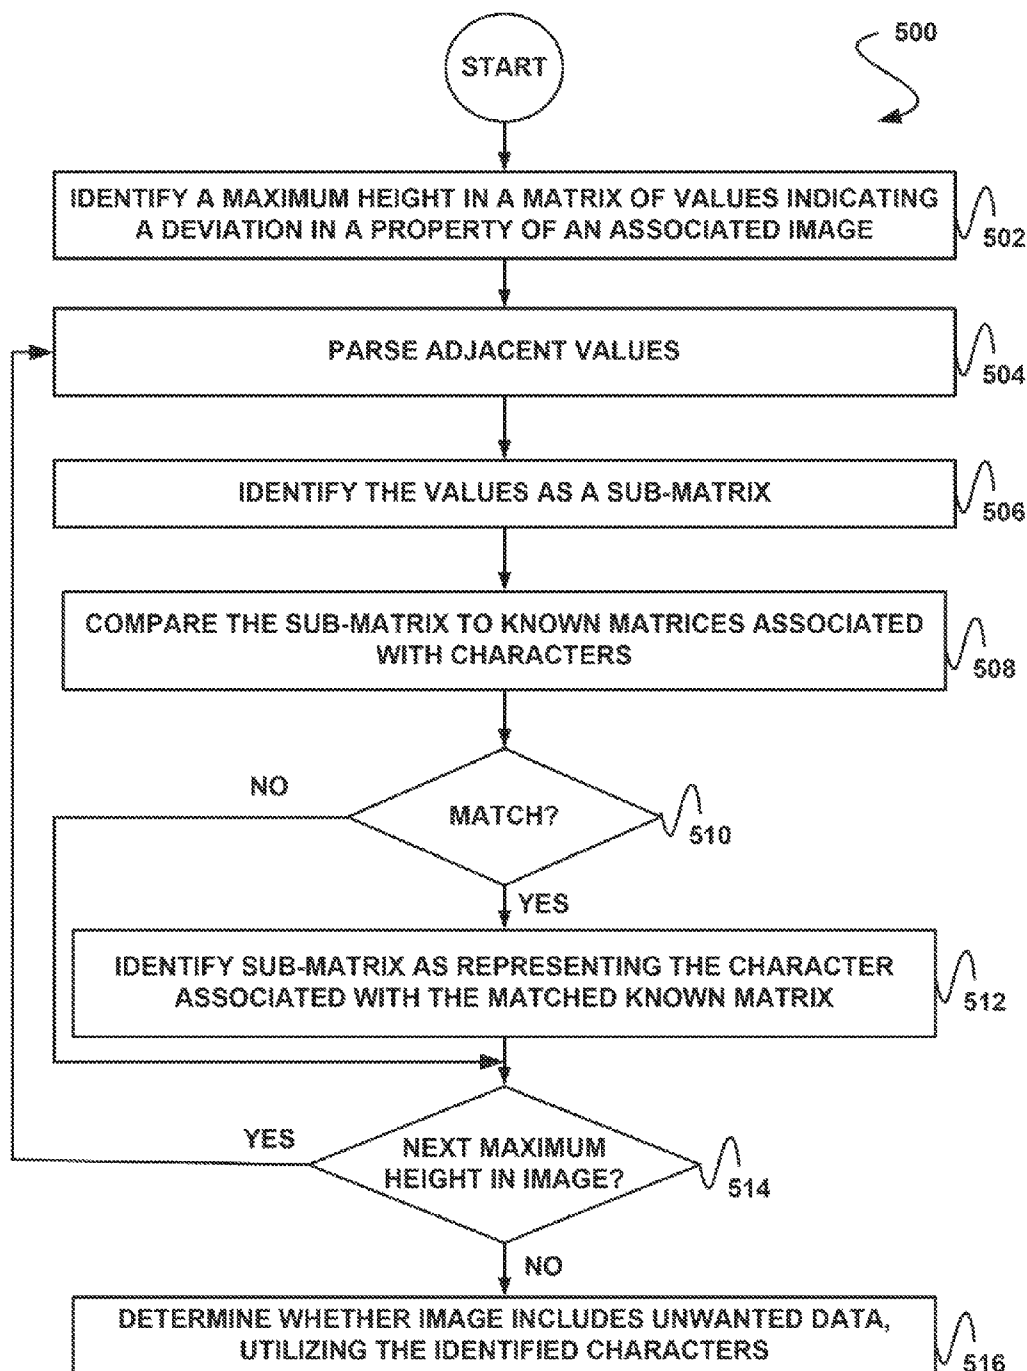 500
START
IDENTIFY A MAXIMUM HEIGHT IN A MATRIX OF VALUES INDICATING
A DEVIATION IN A PROPERTY OF AN ASSOCIATED IMAGE
502
PARSE ADJACENT VALUES
504
IDENTIFY THE VALUES AS A SUB-MATRIX
506
COMPARE THE SUB-MATRIX TO KNOWN MATRICES ASSOCIATED
WITH CHARACTERS
508
NO
MATCH?
510
YES
IDENTIFY SUB-MATRIX AS REPRESENTING THE CHARACTER
ASSOCIATED WITH THE MATCHED KNOWN MATRIX
512
YES
NEXT MAXIMUM
HEIGHT IN IMAGE?
514
NO
DETERMINE WHETHER IMAGE INCLUDES UNWANTED DATA,
UTILIZING THE IDENTIFIED CHARACTERS
516